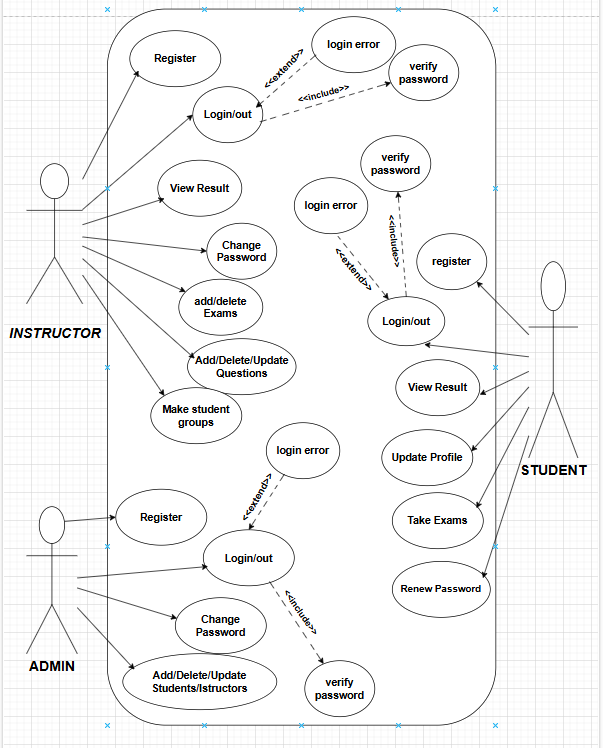 login error
Register
<<extend>>
verify
password
<<include>>
Login/out
verify
password
View Result
login error
<<include>>
Change
Password
<<extend>>
register
add/delete
Exams
Login/out
INSTRUCTOR
Add/Delete/Update
Questions
View Result
Make student
groups
login error
Update Profile
STUDENT
<<extend>>
Register
Take Exams
Login/out
Renew Password
<<include>>
Change
Password
ADMIN
Add/Delete/Update
Students/Istructors
verify
password